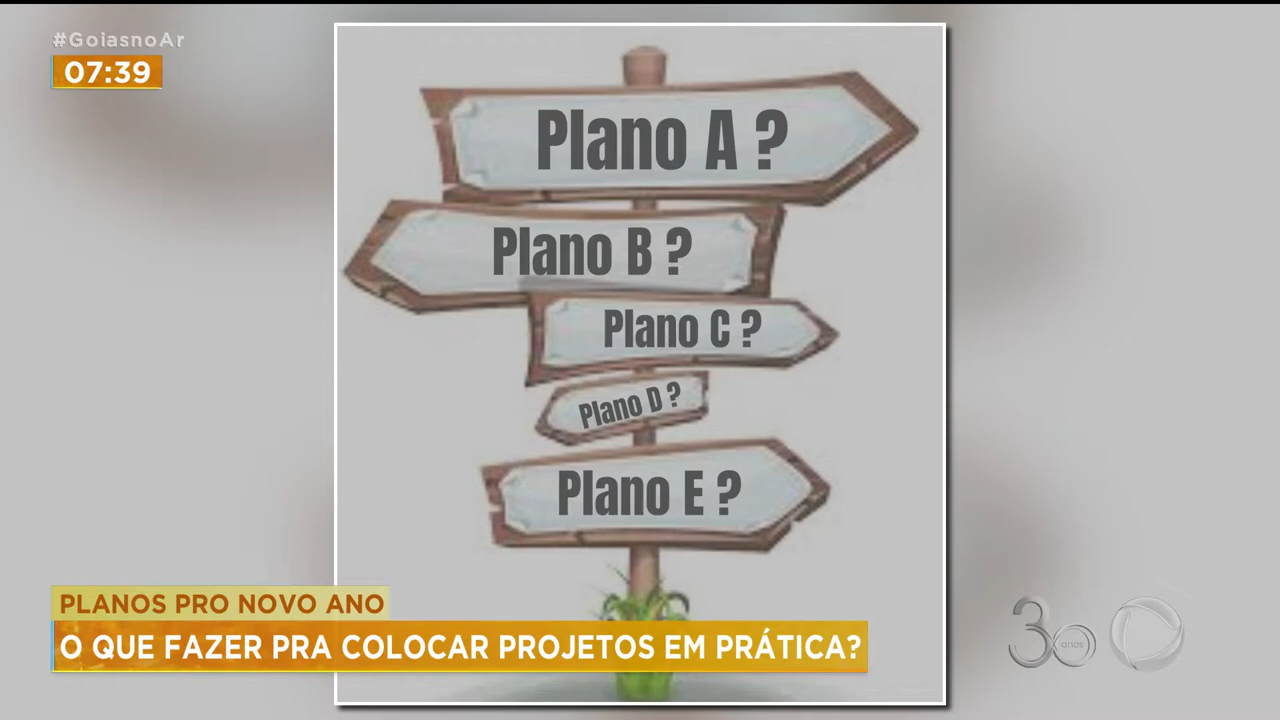 #GoiasnoAr
07:39
Plano A ?
Plano B ?
Plano C ?
Plano D ?
Plano E ?
PLANOS PRO NOVO ANO
O QUE FAZER PRA COLOCAR PROJETOS EM PRÁTICA?
30 anos